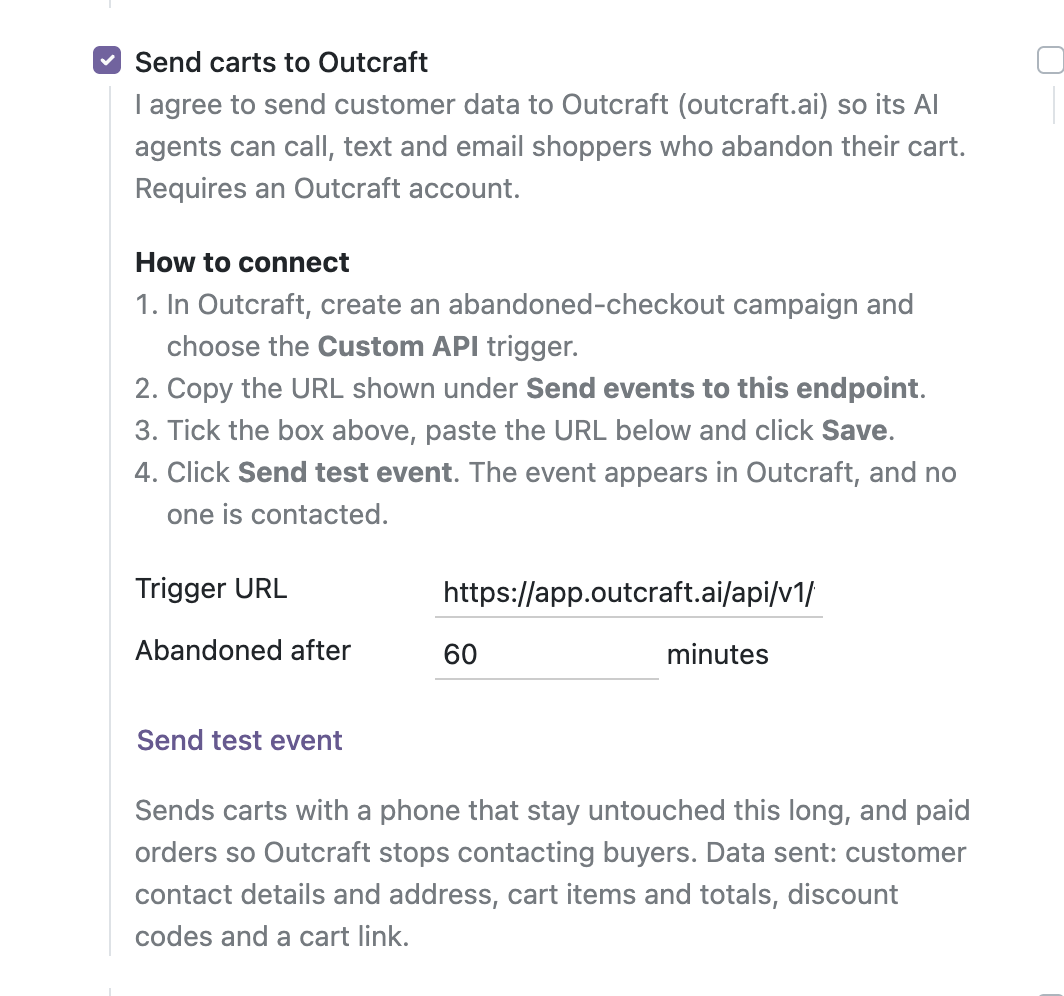 Send carts to Outcraft
I agree to send customer data to Outcraft (outcraft.ai) so its AI
agents can call, text and email shoppers who abandon their cart.
Requires an Outcraft account.
How to connect
1. In Outcraft, create an abandoned-checkout campaign and
choose the Custom API trigger.
2. Copy the URL shown under Send events to this endpoint.
3. Tick the box above, paste the URL below and click Save.
4. Click Send test event. The event appears in Outcraft, and no
one is contacted.
Trigger URL https://app.outcraft.ai/api/v1/
Abandoned after 60 minutes
Send test event
Sends carts with a phone that stay untouched this long, and paid
orders so Outcraft stops contacting buyers. Data sent: customer
contact details and address, cart items and totals, discount
codes and a cart link.